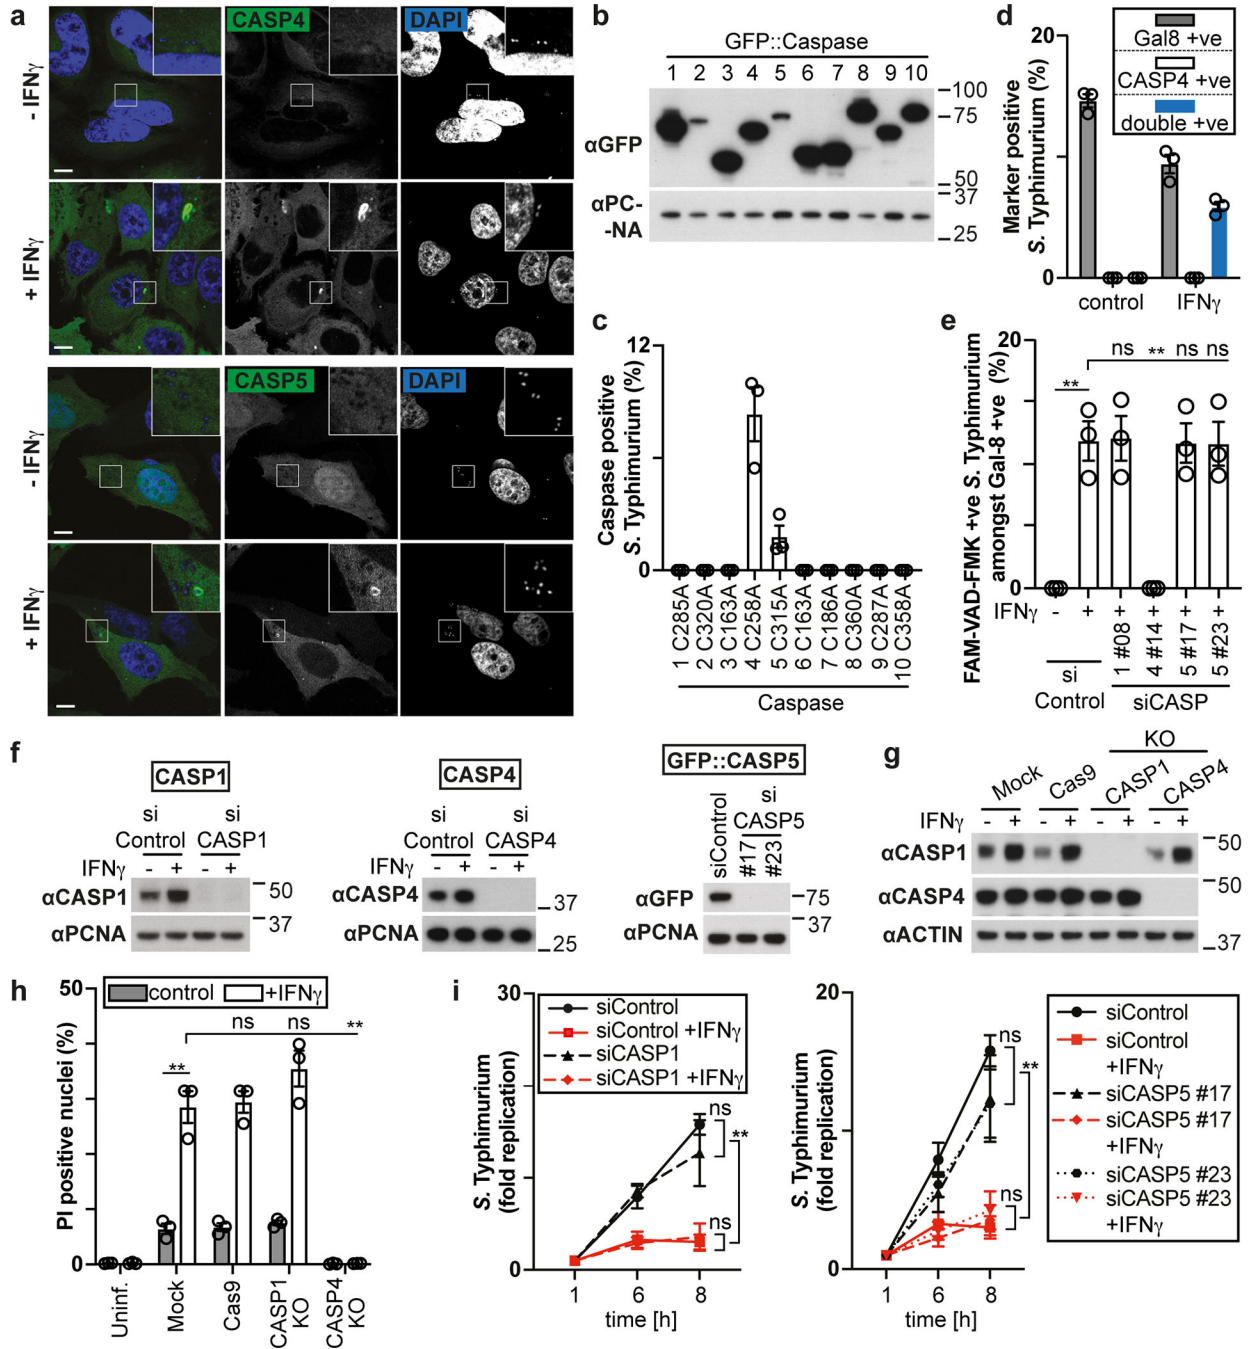 a
CASP4
DAPI
- IFNγ
+ IFNγ
CASP5
DAPI
- IFNγ
+ IFNγ
b
GFP::Caspase
1 2 3 4 5 6 7 8 9 10
αGFP
100
75
50
αPC-
-NA
37
25
c
Caspase positive
S. Typhimurium (%)
12
0
1 C285A
2 C320A
3 C163A
4 C258A
5 C315A
6 C163A
7 C186A
8 C360A
9 C287A
10 C358A
Caspase
d
Marker positive
S. Typhimurium (%)
20
0
Gal8 +ve
CASP4 +ve
double +ve
control
IFNγ
e
FAM-VAD-FMK +ve S. Typhimurium
amongst Gal-8 +ve (%)
20
0
ns ** ns ns
**
IFNγ - + + + + +
1 #08
4 #14
5 #17
5 #23
si
Control
siCASP
f
CASP1
si
Control
si
CASP1
IFNγ - + - +
αCASP1
50
αPCNA
37
CASP4
si
Control
si
CASP4
IFNγ - + - +
αCASP4
37
αPCNA
25
GFP::CASP5
siControl
si
CASP5
#17
#23
αGFP
75
αPCNA
37
g
KO
Mock
Cas9
CASP1
CASP4
IFNγ - + - + - + - +
αCASP1
50
αCASP4
50
αACTIN
37
h
PI positive nuclei (%)
50
0
control
+IFNγ
ns ns **
**
Uninf.
Mock
Cas9
CASP1
KO
CASP4
KO
i
S. Typhimurium
(fold replication)
30
0
siControl
siControl +IFNγ
siCASP1
siCASP1 +IFNγ
ns
**
ns
1 6 8
time [h]
S. Typhimurium
(fold replication)
20
0
ns
**
ns
1 6 8
time [h]
siControl
siControl
+IFNγ
siCASP5 #17
siCASP5 #17
+IFNγ
siCASP5 #23
siCASP5 #23
+IFNγ